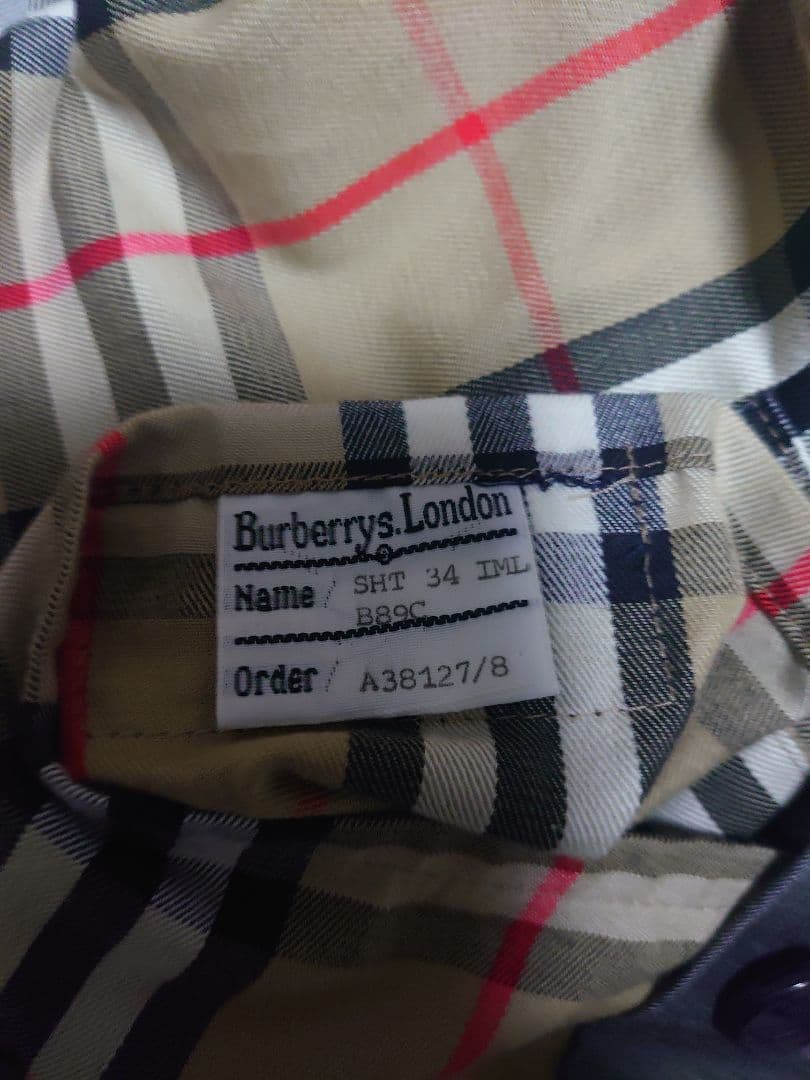 Burberrys.London
Name / SHT 34 IML
B89C
Order / A38127/8